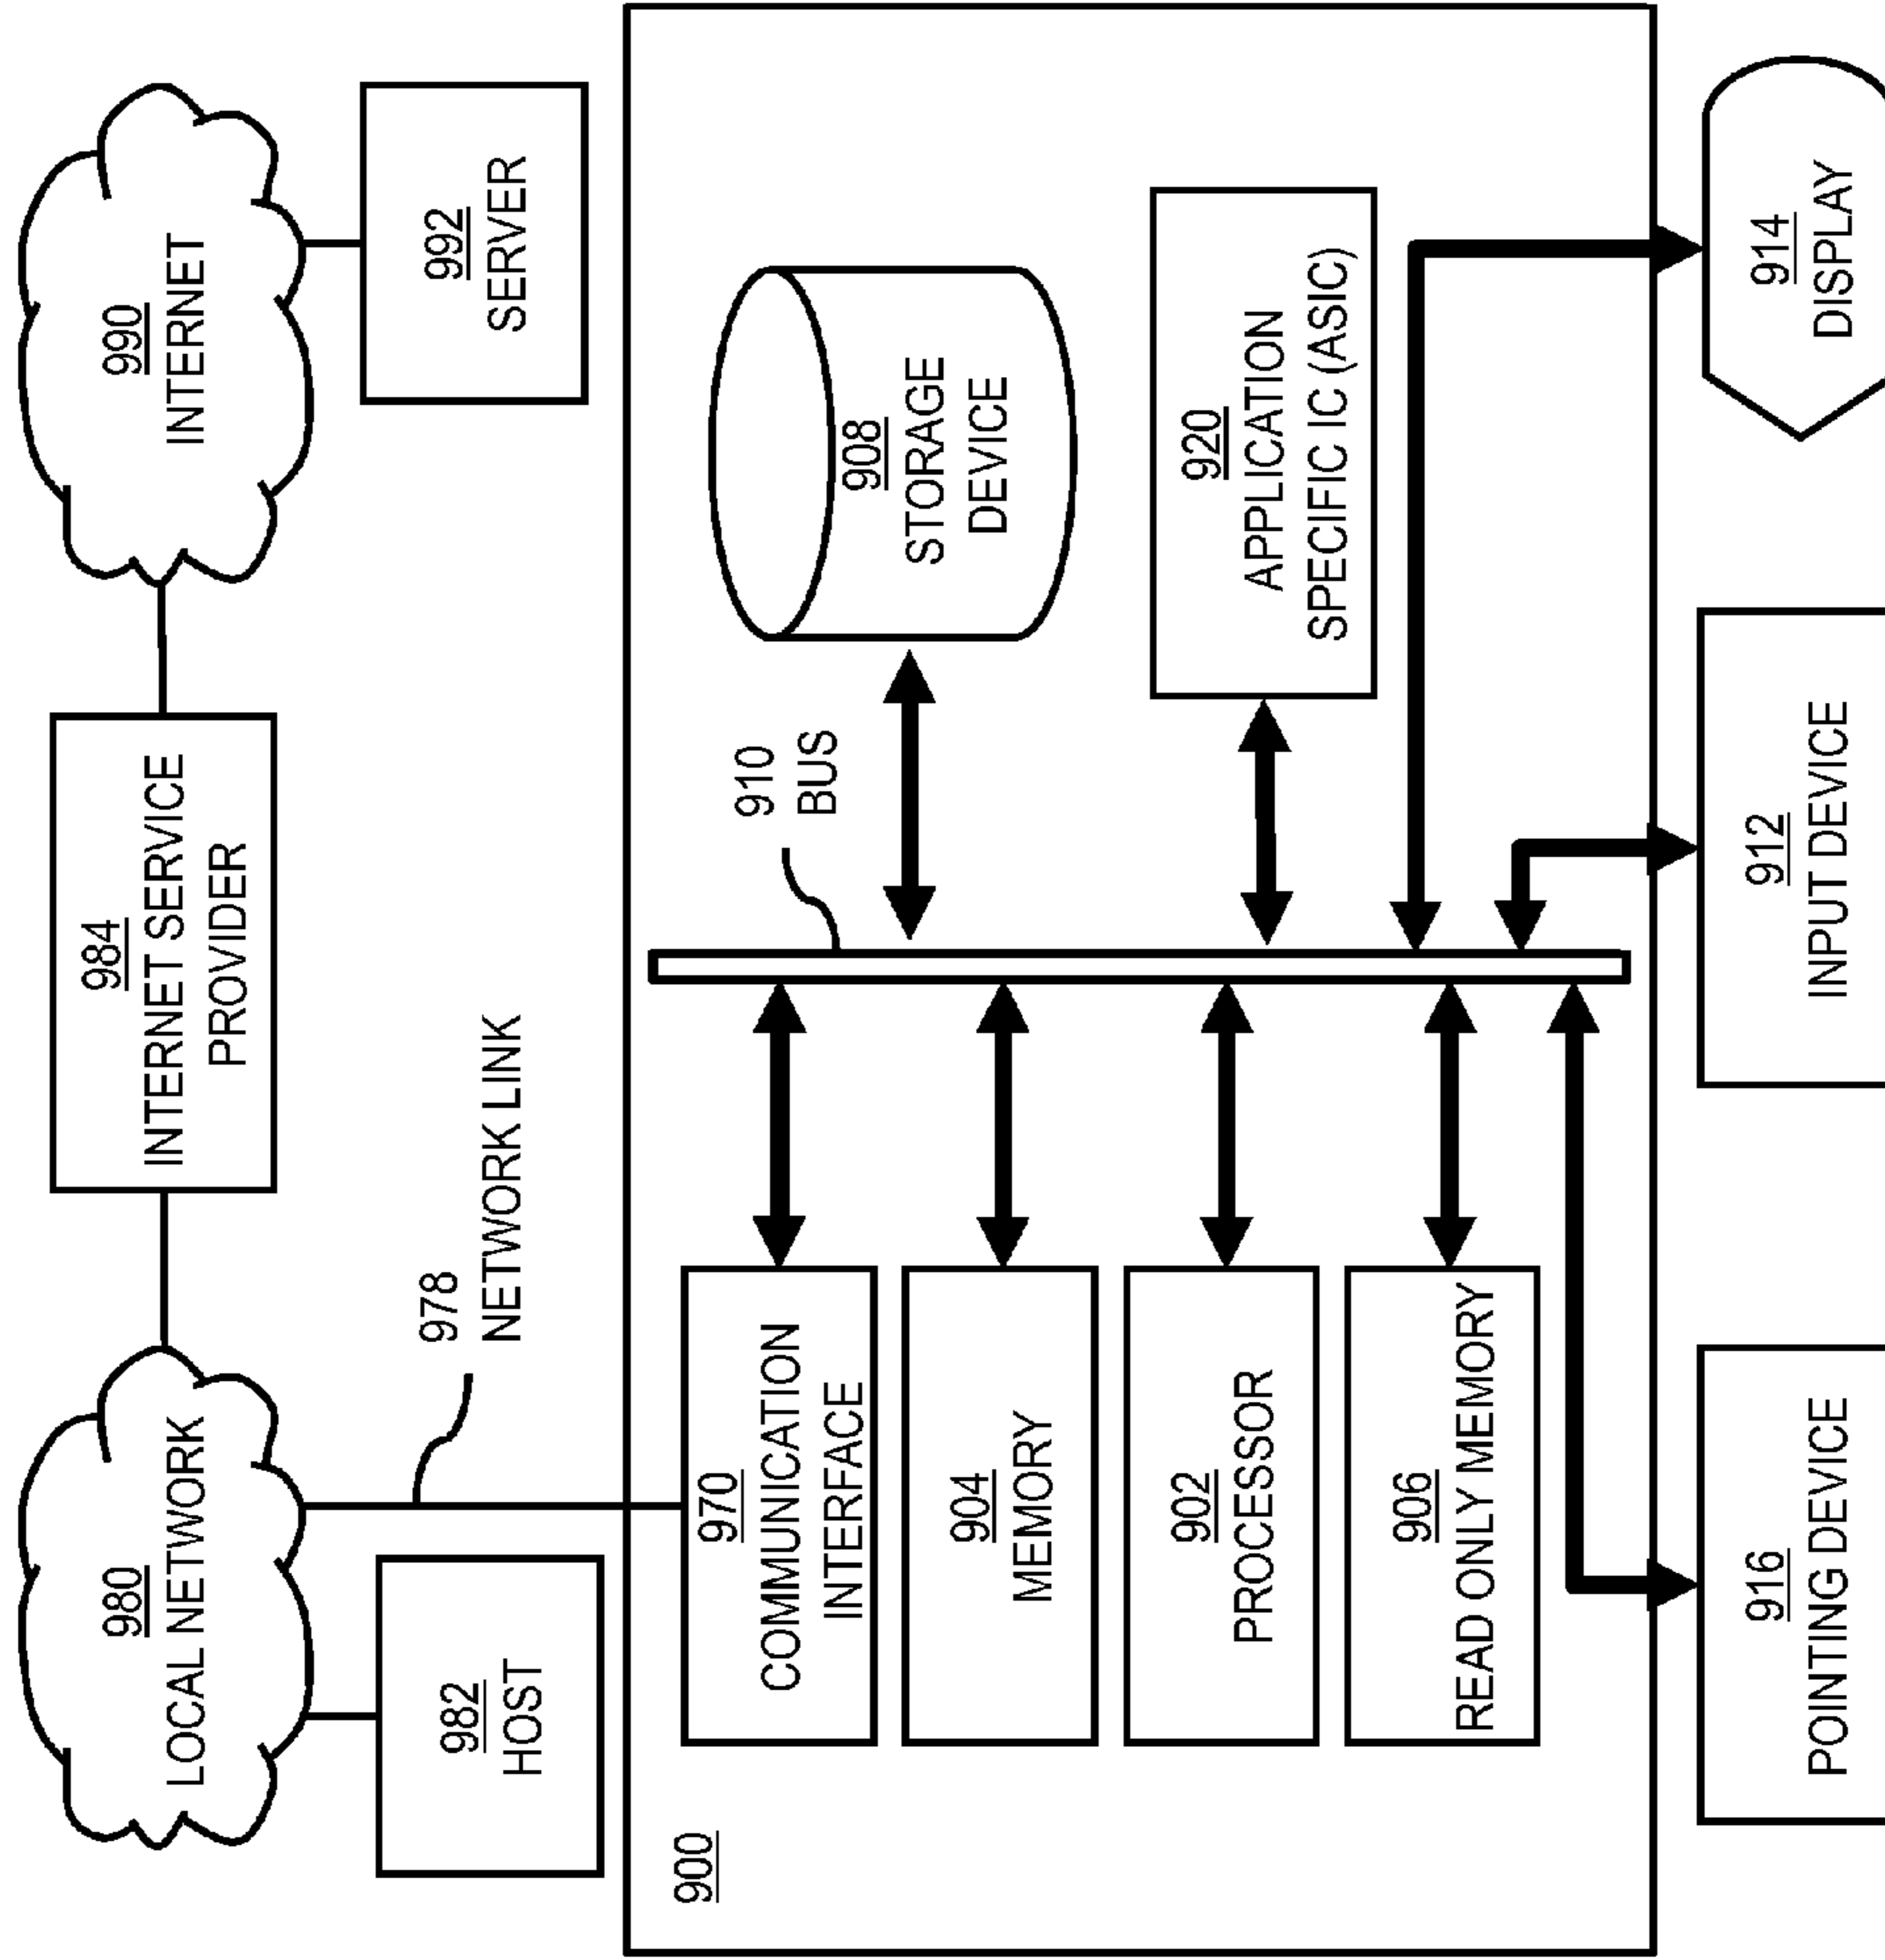 980
LOCAL NETWORK
984
INTERNET SERVICE
PROVIDER
990
INTERNET
982
HOST
978
NETWORK LINK
992
SERVER
900
970
COMMUNICATION
INTERFACE
910
BUS
908
STORAGE
DEVICE
904
MEMORY
902
PROCESSOR
920
APPLICATION
SPECIFIC IC (ASIC)
906
READ ONLY MEMORY
916
POINTING DEVICE
912
INPUT DEVICE
914
DISPLAY